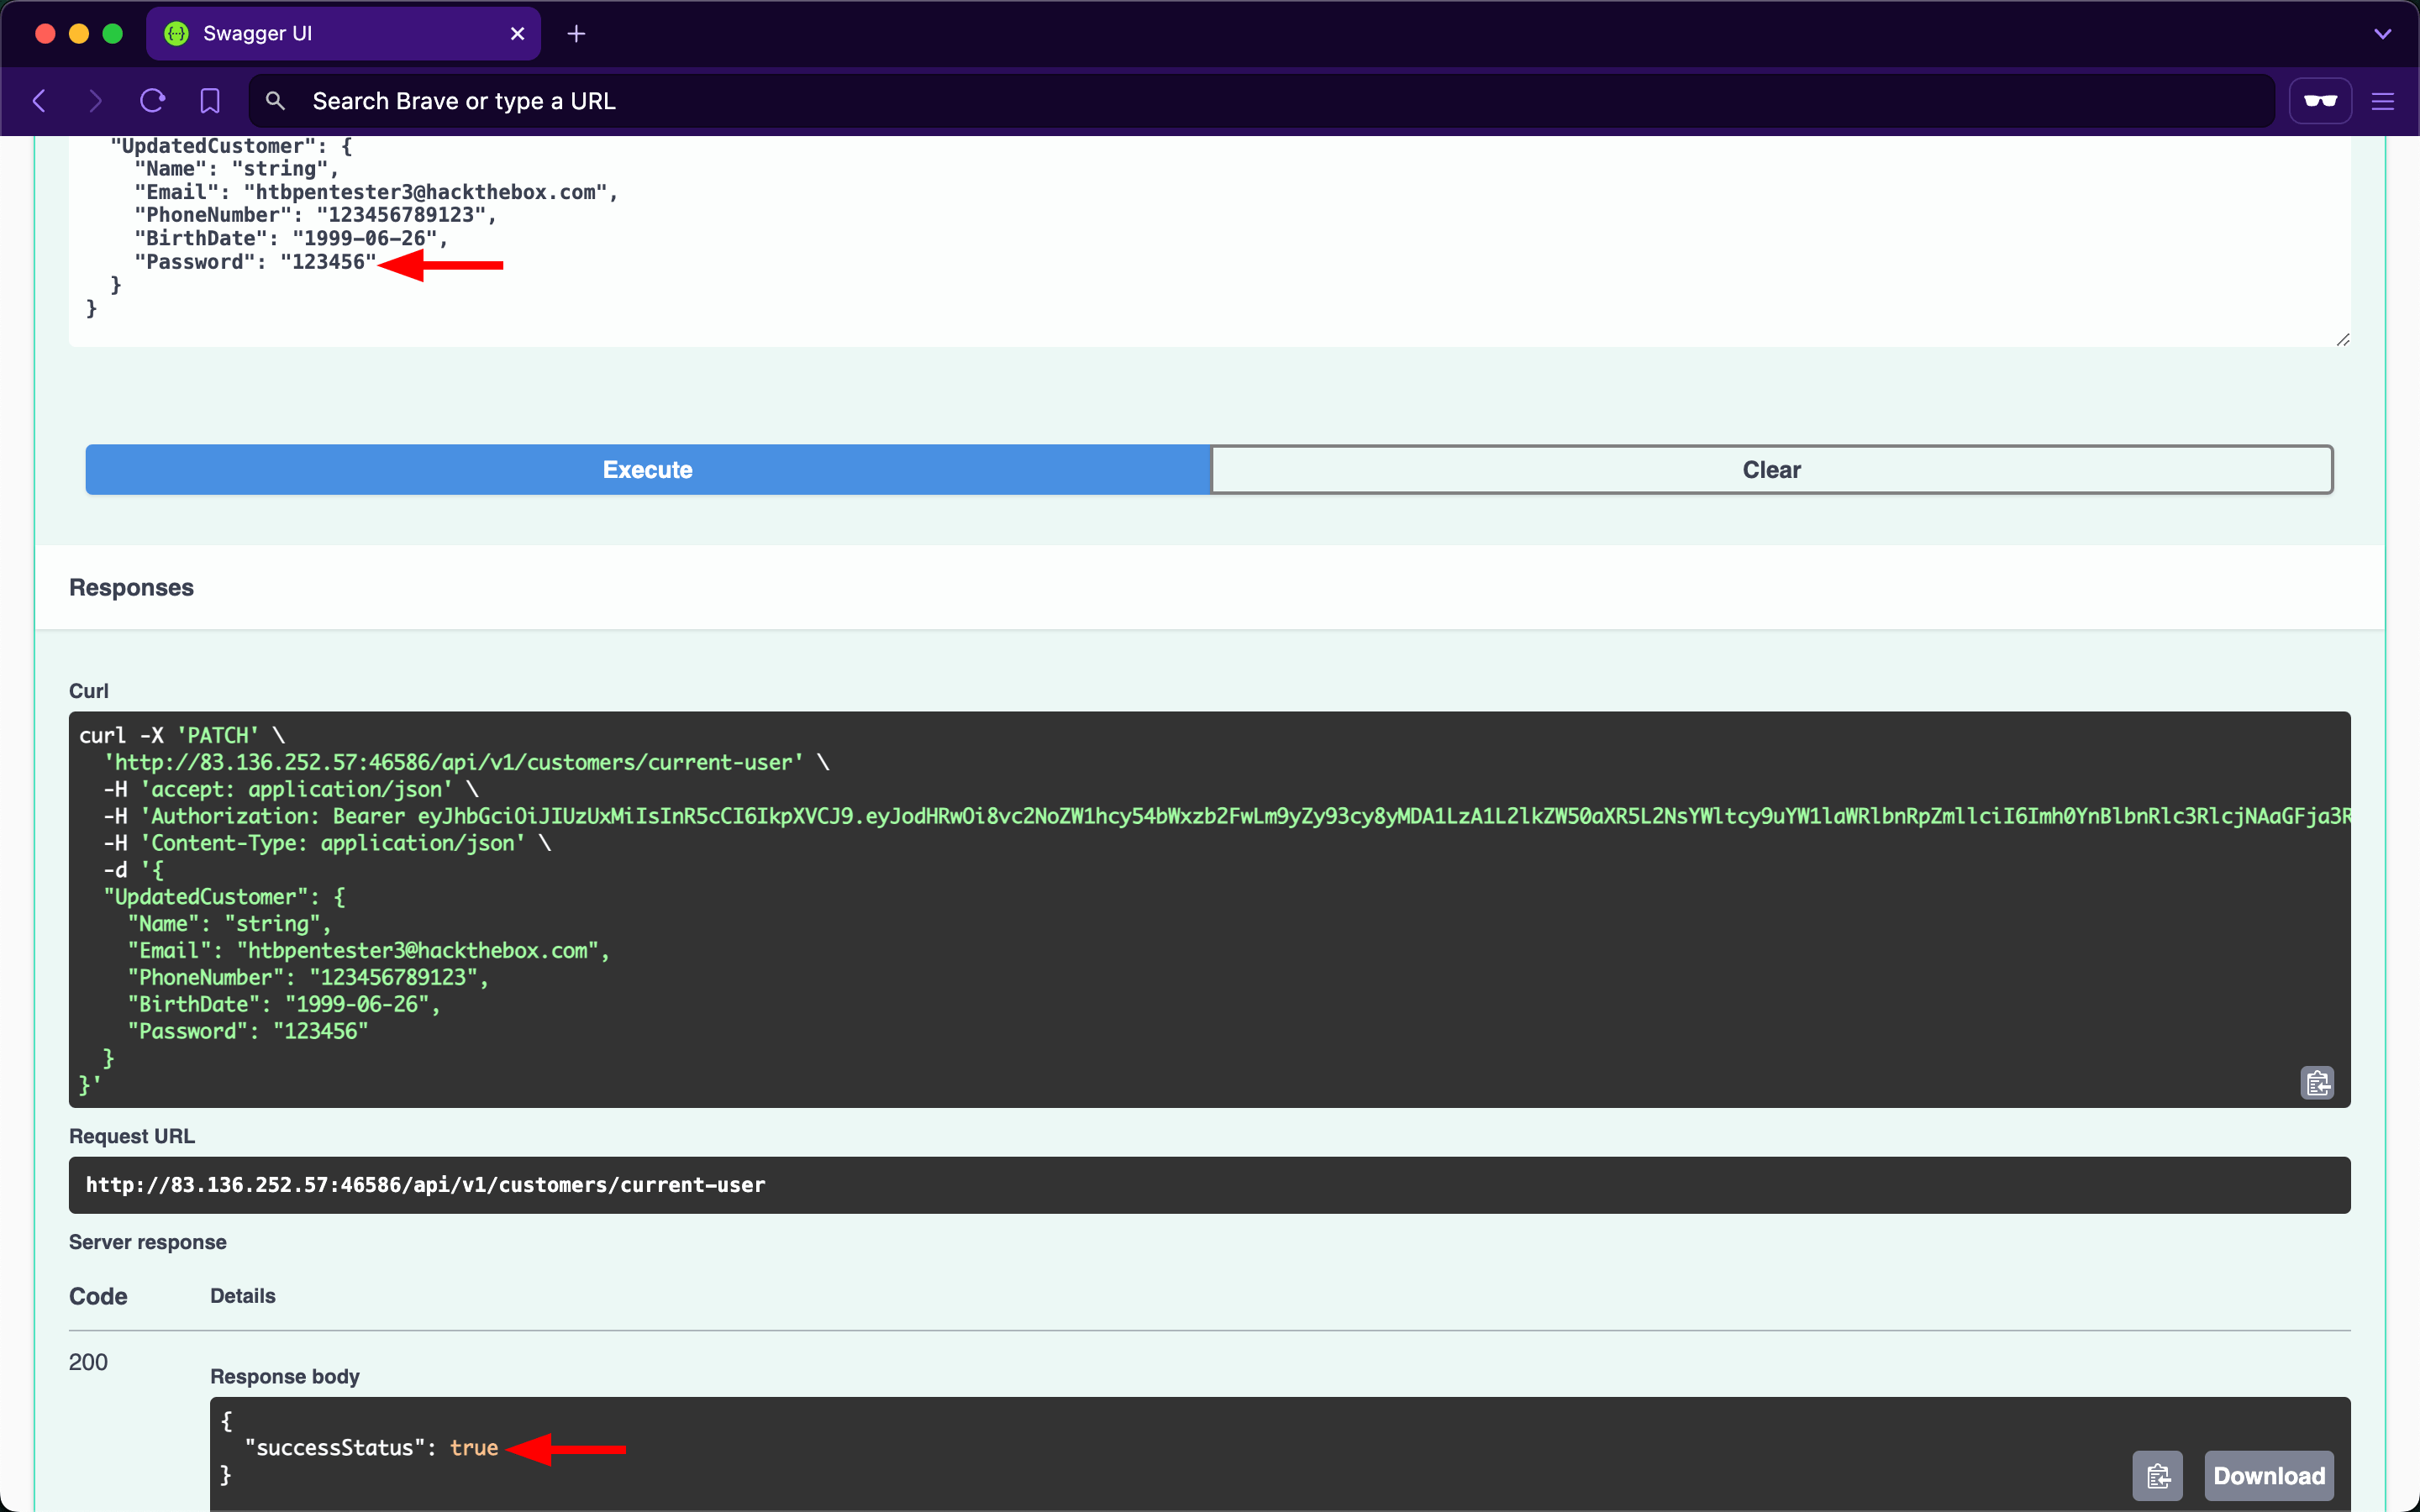 Swagger UI
Search Brave or type a URL
"UpdatedCustomer": {
"Name": "string",
"Email": "htbpentester3@hackthebox.com",
"PhoneNumber": "123456789123",
"BirthDate": "1999-06-26",
"Password": "123456"
}
}
Execute
Clear
Responses
Curl
curl -X 'PATCH' \
'http://83.136.252.57:46586/api/v1/customers/current-user' \
-H 'accept: application/json' \
-H 'Authorization: Bearer eyJhbGciOiJIUzUxMiIsInR5cCI6IkpXVCJ9.eyJodHRwOi8vc2NoZW1hcy54bWxzb2FwLm9yZy93cy8yMDA1LzA1L2lkZW50aXR5L2NsYWltcy9uYW1laWRlbnRpZmllciI6Imh0YnBlbnRlc3RlcjNAaGFja3R
-H 'Content-Type: application/json' \
-d '{
"UpdatedCustomer": {
"Name": "string",
"Email": "htbpentester3@hackthebox.com",
"PhoneNumber": "123456789123",
"BirthDate": "1999-06-26",
"Password": "123456"
}
}'
Request URL
http://83.136.252.57:46586/api/v1/customers/current-user
Server response
Code Details
200
Response body
{
"successStatus": true
}
Download